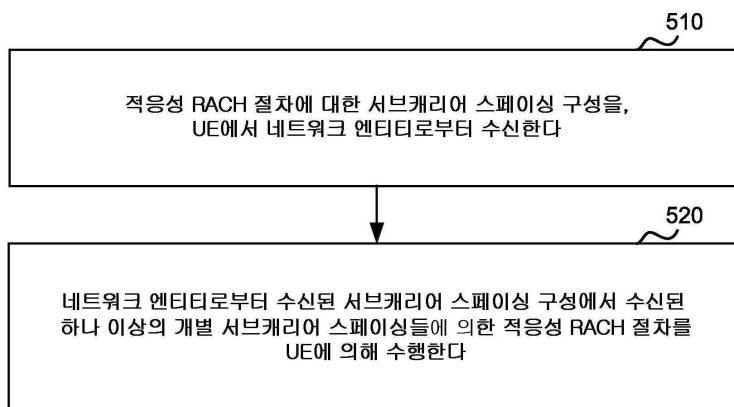 510
적응성 RACH 절차에 대한 서브캐리어 스페이싱 구성을,
UE에서 네트워크 엔티티로부터 수신한다
520
네트워크 엔티티로부터 수신된 서브캐리어 스페이싱 구성에서 수신된
하나 이상의 개별 서브캐리어 스페이싱들에 의한 적응성 RACH 절차를
UE에 의해 수행한다